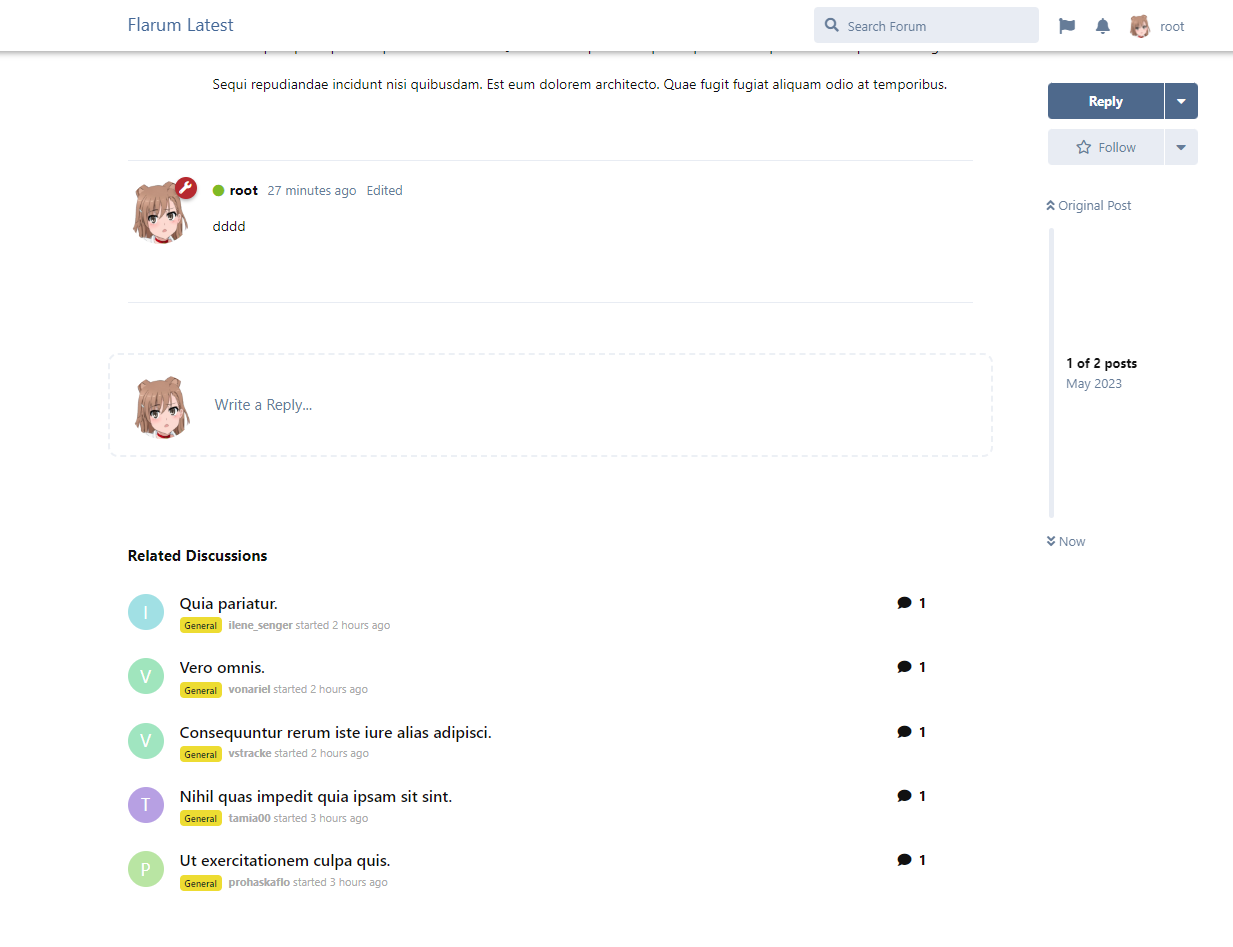 Flarum Latest
Search Forum
root
Sequi repudiandae incidunt nisi quibusdam. Est eum dolorem architecto. Quae fugit fugiat aliquam odio at temporibus.
Reply
Follow
root 27 minutes ago Edited
dddd
Original Post
1 of 2 posts
May 2023
Now
Write a Reply...
Related Discussions
I
Quia pariatur.
1
General ilene_senger started 2 hours ago
V
Vero omnis.
1
General vonariel started 2 hours ago
V
Consequuntur rerum iste iure alias adipisci.
1
General vstracke started 2 hours ago
T
Nihil quas impedit quia ipsam sit sint.
1
General tamia00 started 3 hours ago
P
Ut exercitationem culpa quis.
1
General prohaskaflo started 3 hours ago